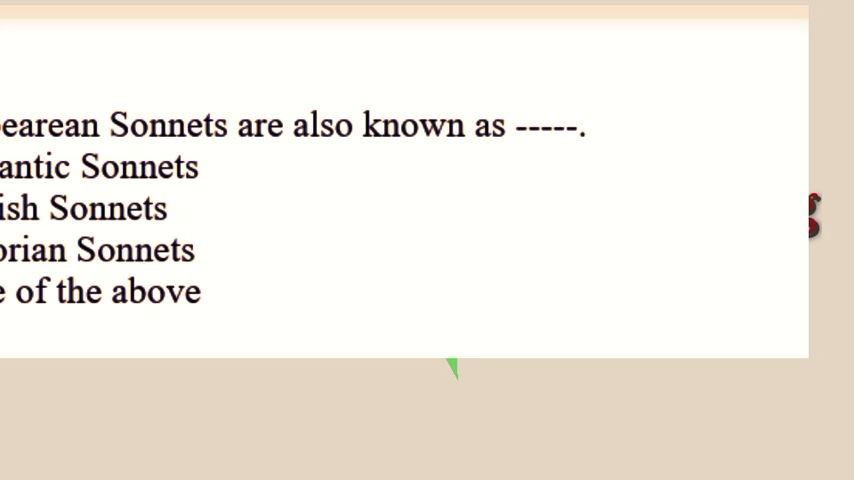 earean Sonnets are also known as -----.
antic Sonnets
ish Sonnets
orian Sonnets
of the above